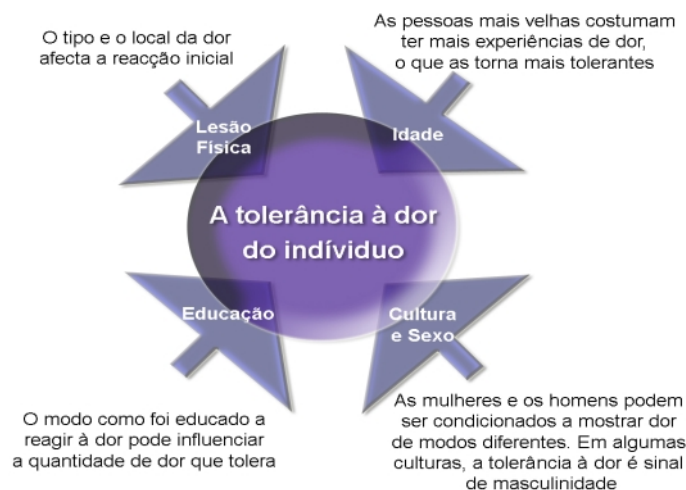 O tipo e o local da dor
afecta a reacção inicial
As pessoas mais velhas costumam
ter mais experiências de dor,
o que as torna mais tolerantes
Lesão
Física
Idade
A tolerância à dor
do indíviduo
Educação
Cultura
e Sexo
O modo como foi educado a
reagir à dor pode influenciar
a quantidade de dor que tolera
As mulheres e os homens podem
ser condicionados a mostrar dor
de modos diferentes. Em algumas
culturas, a tolerância à dor é sinal
de masculinidade